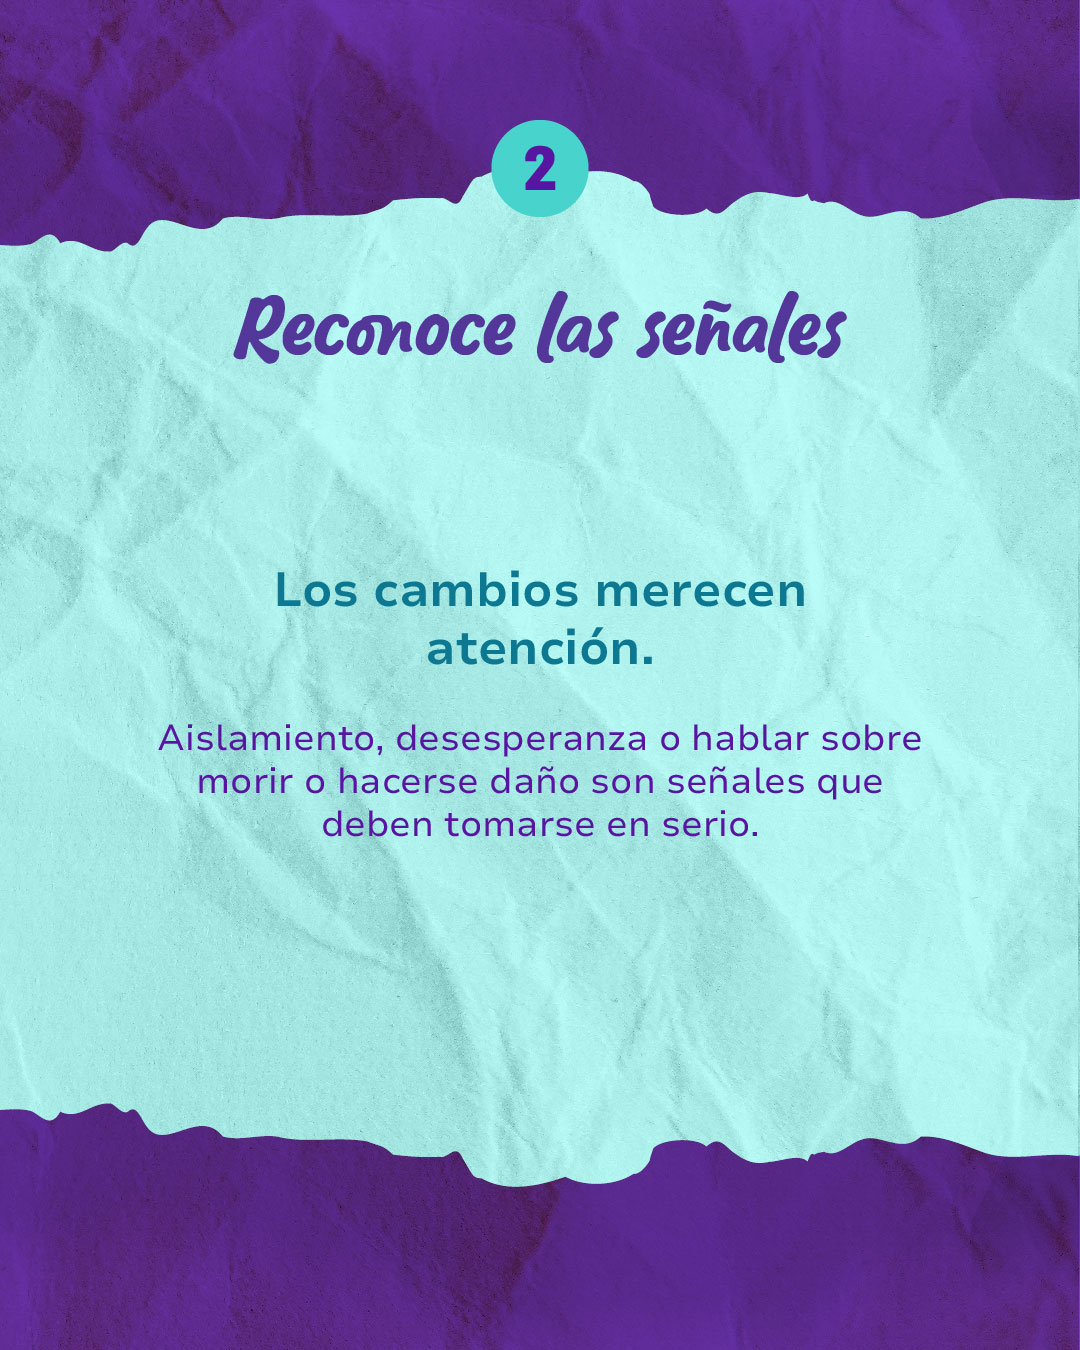 2
Reconoce las señales
Los cambios merecen
atención.
Aislamiento, desesperanza o hablar sobre
morir o hacerse daño son señales que
deben tomarse en serio.